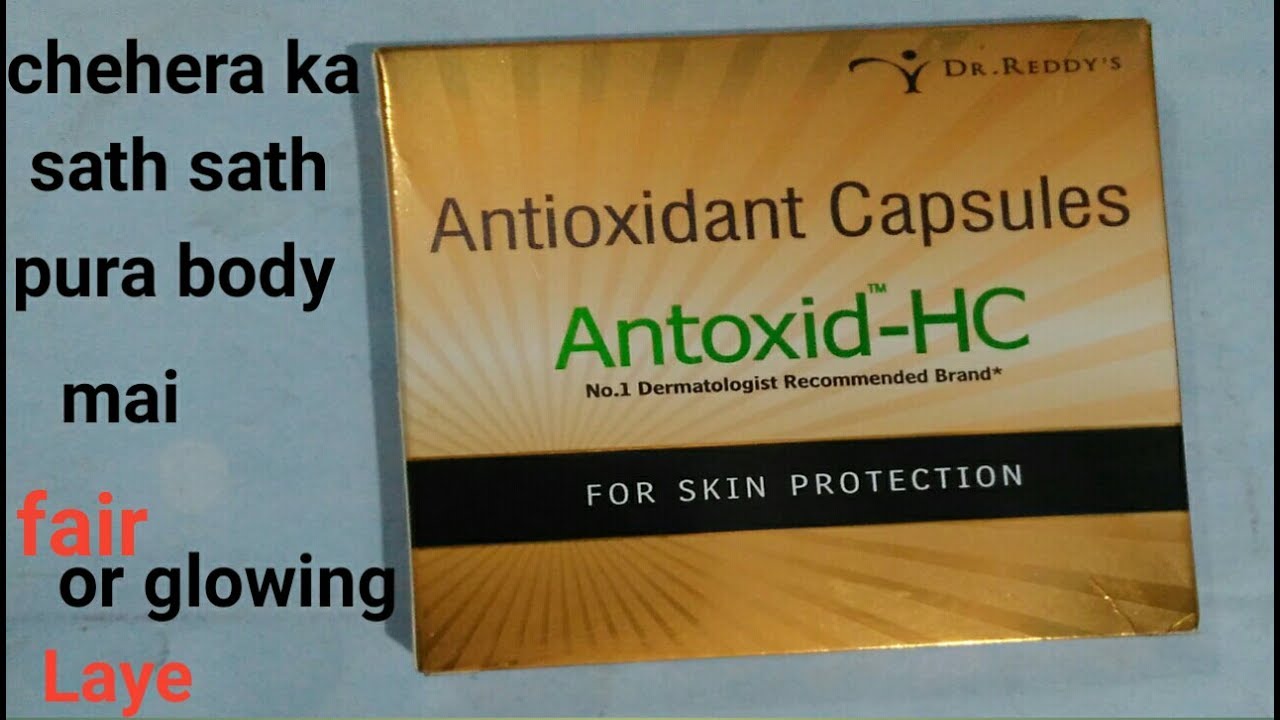 chehera ka
sath sath
pura body
mai
fair
or glowing
Laye
DR.REDDY'S
Antioxidant Capsules
Antoxid™-HC
No.1 Dermatologist Recommended Brand*
FOR SKIN PROTECTION